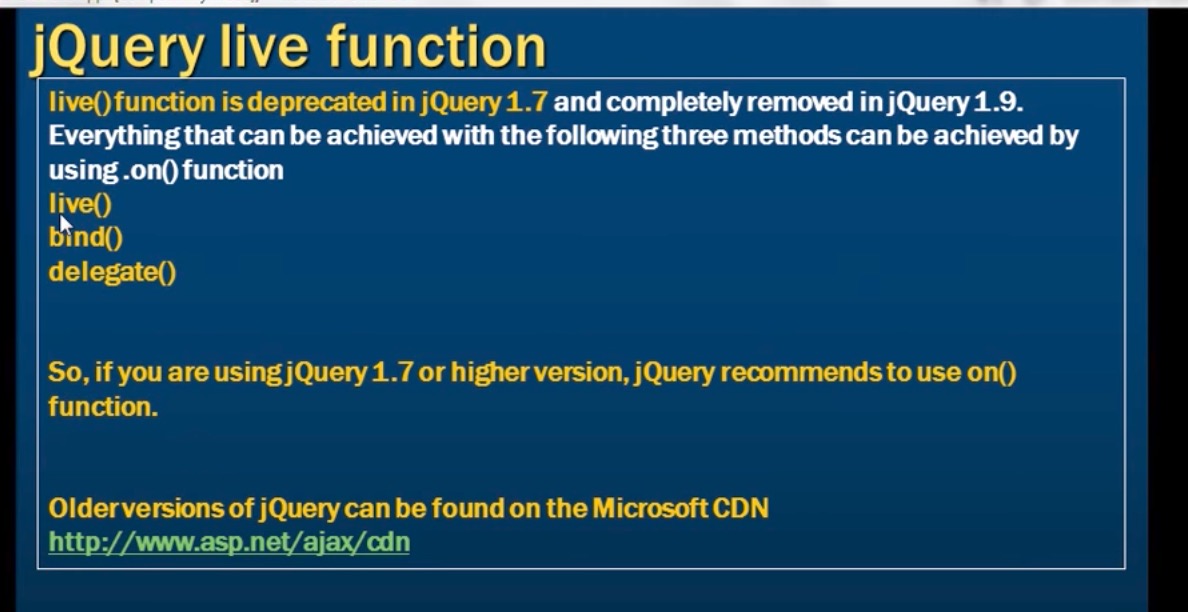 jQuery live function
live() function is deprecated in jQuery 1.7 and completely removed in jQuery 1.9.
Everything that can be achieved with the following three methods can be achieved by
using .on() function
live()
bind()
delegate()
So, if you are using jQuery 1.7 or higher version, jQuery recommends to use on()
function.
Older versions of jQuery can be found on the Microsoft CDN
http://www.asp.net/ajax/cdn